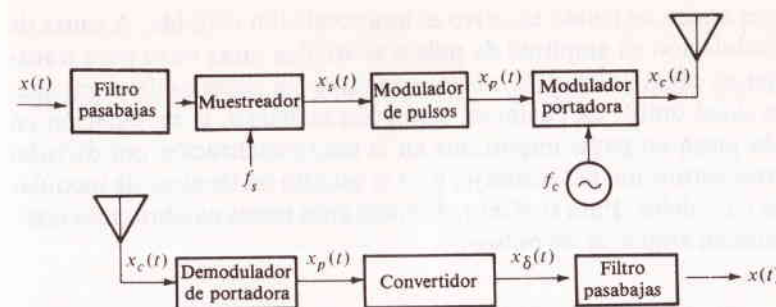 x(t)
Filtro pasabajas
Muestreador
x_s(t)
Modulador de pulsos
x_p(t)
Modulador portadora
x_c(t)
f_s
f_c
x_c(t)
Demodulador de portadora
x_p(t)
Convertidor
x_δ(t)
Filtro pasabajas
x(t)